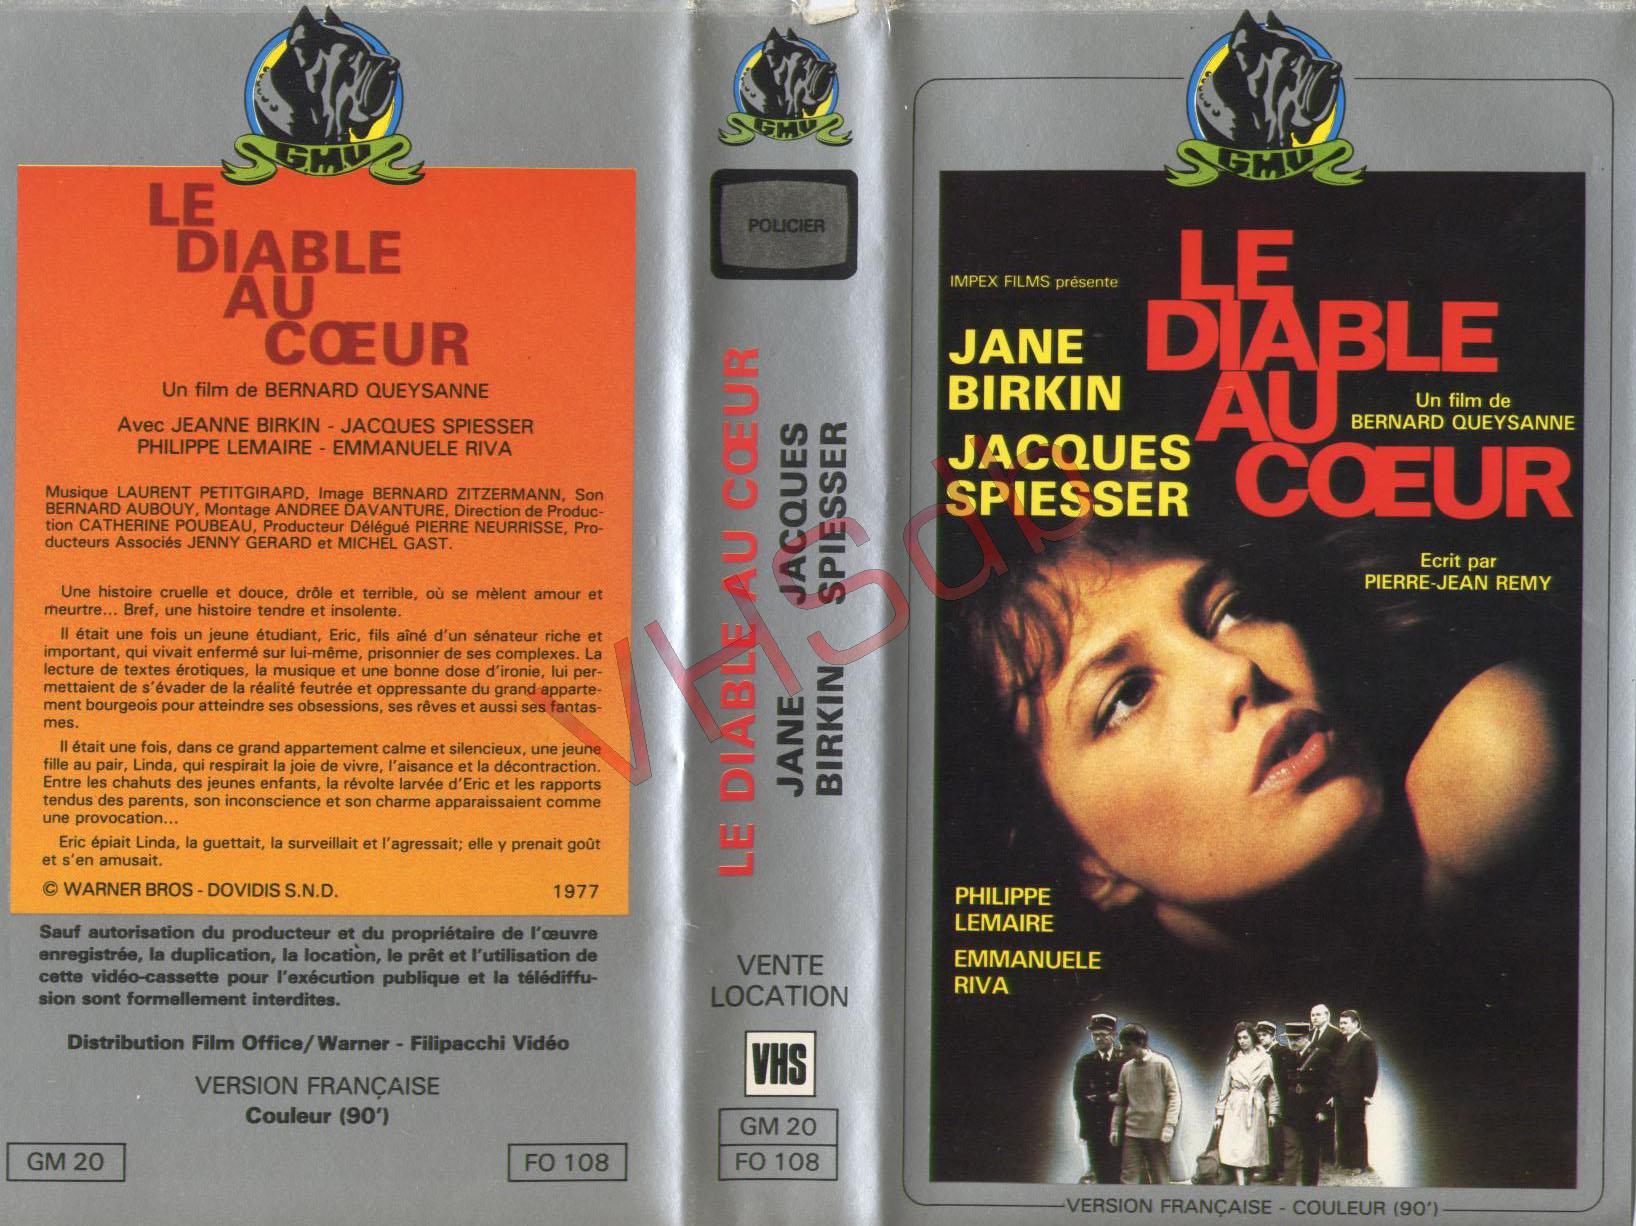 G.M.V
LE
DIABLE
AU
CŒUR
Un film de BERNARD QUEYSANNE
Avec JEANNE BIRKIN - JACQUES SPIESSER
PHILIPPE LEMAIRE - EMMANUELE RIVA
Musique LAURENT PETITGIRARD, Image BERNARD ZITZERMANN, Son
BERNARD AUBOUY, Montage ANDREE DAVANTURE, Direction de Produc-
tion CATHERINE POUBEAU, Producteur Délégué PIERRE NEURRISSE, Pro-
ducteurs Associés JENNY GERARD et MICHEL GAST.
Une histoire cruelle et douce, drôle et terrible, où se mèlent amour et
meurtre... Bref, une histoire tendre et insolente.
Il était une fois un jeune étudiant, Eric, fils aîné d'un sénateur riche et
important, qui vivait enfermé sur lui-même, prisonnier de ses complexes. La
lecture de textes érotiques, la musique et une bonne dose d'ironie, lui per-
mettaient de s'évader de la réalité feutrée et oppressante du grand apparte-
ment bourgeois pour atteindre ses obsessions, ses rêves et aussi ses fantas-
mes.
Il était une fois, dans ce grand appartement calme et silencieux, une jeune
fille au pair, Linda, qui respirait la joie de vivre, l'aisance et la décontraction.
Entre les chahuts des jeunes enfants, la révolte larvée d'Eric et les rapports
tendus des parents, son inconscience et son charme apparaissaient comme
une provocation...
Eric épiait Linda, la guettait, la surveillait et l'agressait; elle y prenait goût
et s'en amusait.
© WARNER BROS - DOVIDIS S.N.D. 1977
Sauf autorisation du producteur et du propriétaire de l'œuvre
enregistrée, la duplication, la location, le prêt et l'utilisation de
cette vidéo-cassette pour l'exécution publique et la télédiffu-
sion sont formellement interdites.
Distribution Film Office/Warner - Filipacchi Vidéo
VERSION FRANÇAISE
Couleur (90')
GM 20
FO 108
G.M.V
POLICIER
LE DIABLE AU CŒUR
JANE JACQUES
BIRKIN SPIESSER
VENTE
LOCATION
VHS
GM 20
FO 108
G.M.V
IMPEX FILMS présente
LE
DIABLE
AU
CŒUR
JANE
BIRKIN
JACQUES
SPIESSER
Un film de
BERNARD QUEYSANNE
Ecrit par
PIERRE-JEAN REMY
PHILIPPE
LEMAIRE
EMMANUELE
RIVA
VERSION FRANÇAISE - COULEUR (90')
VHSdb